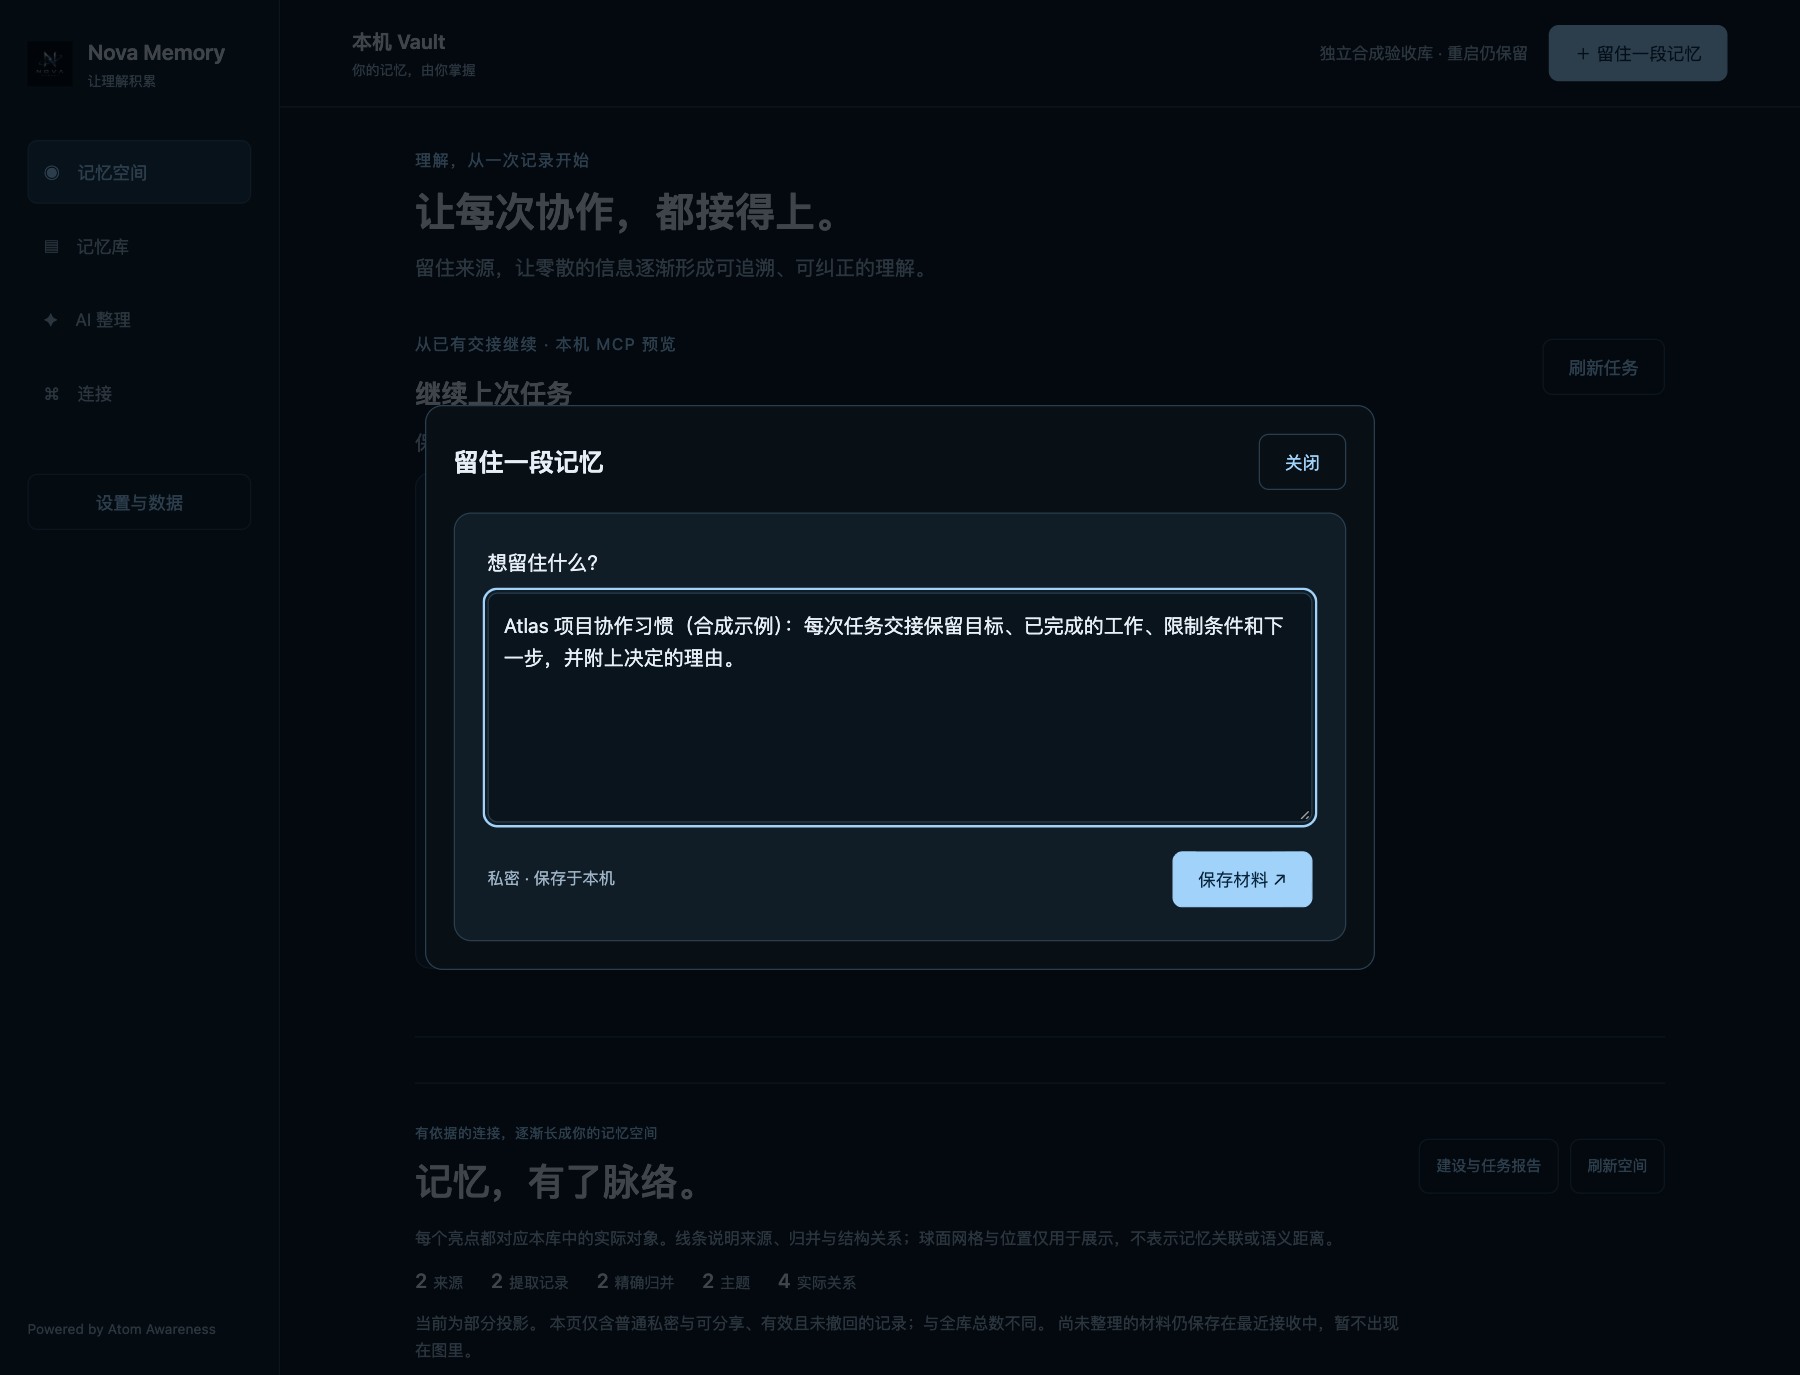 Nova Memory
让理解积累
记忆空间
记忆库
AI 整理
连接
设置与数据
Powered by Atom Awareness
本机 Vault
你的记忆，由你掌握
独立合成验收库 · 重启仍保留
+ 留住一段记忆
理解，从一次记录开始
让每次协作，都接得上。
留住来源，让零散的信息逐渐形成可追溯、可纠正的理解。
从已有交接继续 · 本机 MCP 预览
继续上次任务
刷新任务
留住一段记忆
关闭
想留住什么？
Atlas 项目协作习惯（合成示例）：每次任务交接保留目标、已完成的工作、限制条件和下
一步，并附上决定的理由。
私密 · 保存于本机
保存材料 ↗
有依据的连接，逐渐长成你的记忆空间
记忆，有了脉络。
建设与任务报告
刷新空间
每个亮点都对应本库中的实际对象。线条说明来源、归并与结构关系；球面网格与位置仅用于展示，不表示记忆关联或语义距离。
2 来源 2 提取记录 2 精确归并 2 主题 4 实际关系
当前为部分投影。 本页仅含普通私密与可分享、有效且未撤回的记录；与全库总数不同。 尚未整理的材料仍保存在最近接收中，暂不出现
在图里。